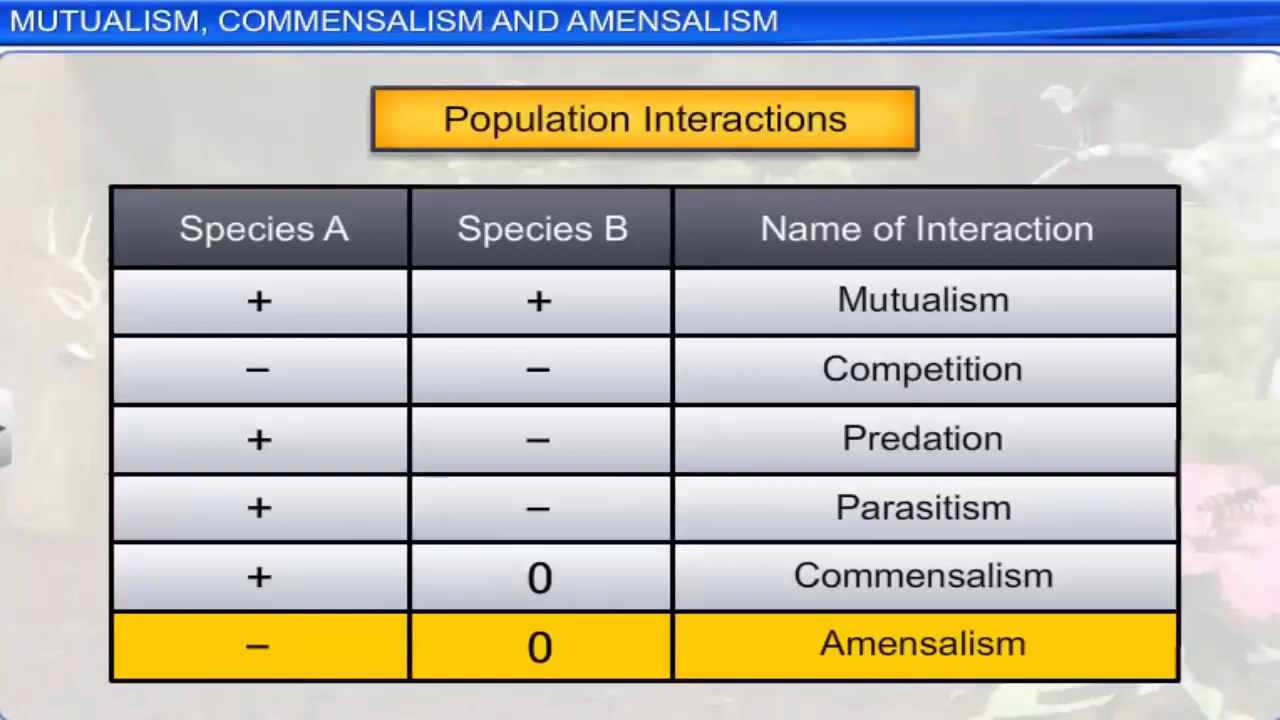 MUTUALISM, COMMENSALISM AND AMENSALISM
Population Interactions
Species A Species B Name of Interaction
+ + Mutualism
– – Competition
+ – Predation
+ – Parasitism
+ 0 Commensalism
– 0 Amensalism